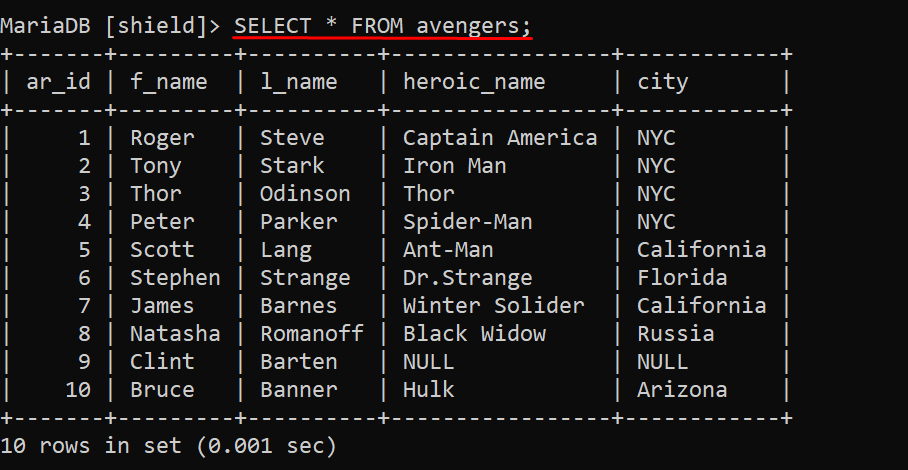 MariaDB [shield]> SELECT * FROM avengers;
+-------+---------+----------+-----------------+------------+
| ar_id | f_name  | l_name   | heroic_name     | city       |
+-------+---------+----------+-----------------+------------+
|     1 | Roger   | Steve    | Captain America | NYC        |
|     2 | Tony    | Stark    | Iron Man        | NYC        |
|     3 | Thor    | Odinson  | Thor            | NYC        |
|     4 | Peter   | Parker   | Spider-Man      | NYC        |
|     5 | Scott   | Lang     | Ant-Man         | California |
|     6 | Stephen | Strange  | Dr.Strange      | Florida    |
|     7 | James   | Barnes   | Winter Solider  | California |
|     8 | Natasha | Romanoff | Black Widow     | Russia     |
|     9 | Clint   | Barten   | NULL            | NULL       |
|    10 | Bruce   | Banner   | Hulk            | Arizona    |
+-------+---------+----------+-----------------+------------+
10 rows in set (0.001 sec)